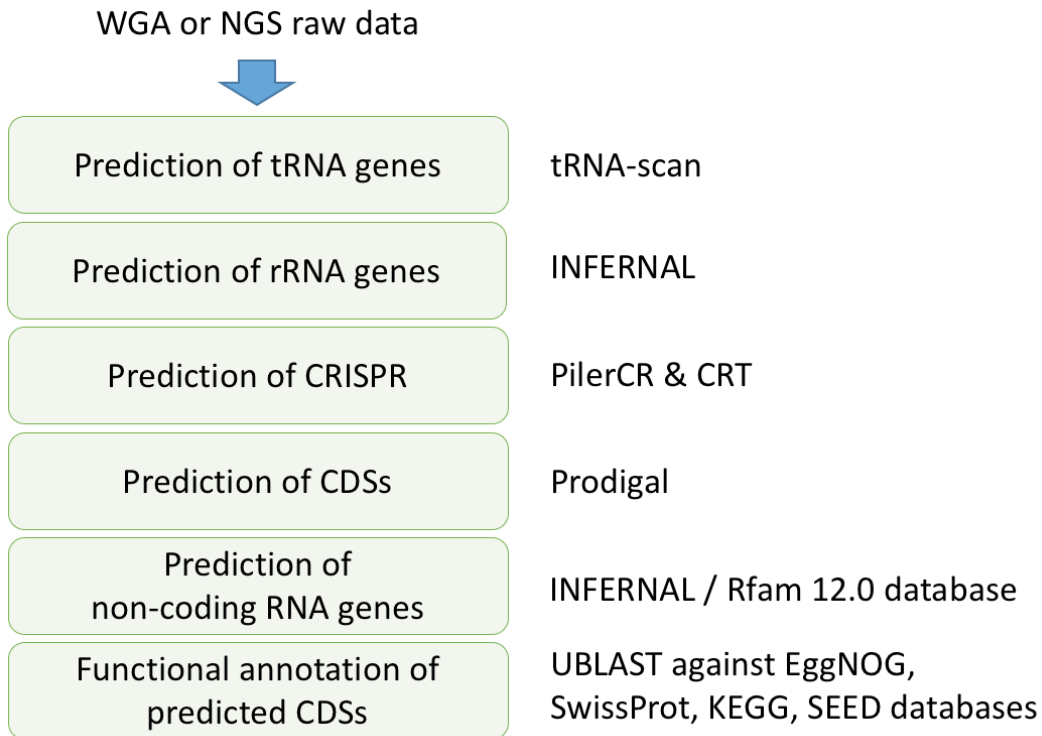 WGA or NGS raw data
Prediction of tRNA genes
tRNA-scan
Prediction of rRNA genes
INFERNAL
Prediction of CRISPR
PilerCR & CRT
Prediction of CDSs
Prodigal
Prediction of
non-coding RNA genes
INFERNAL / Rfam 12.0 database
Functional annotation of
predicted CDSs
UBLAST against EggNOG,
SwissProt, KEGG, SEED databases